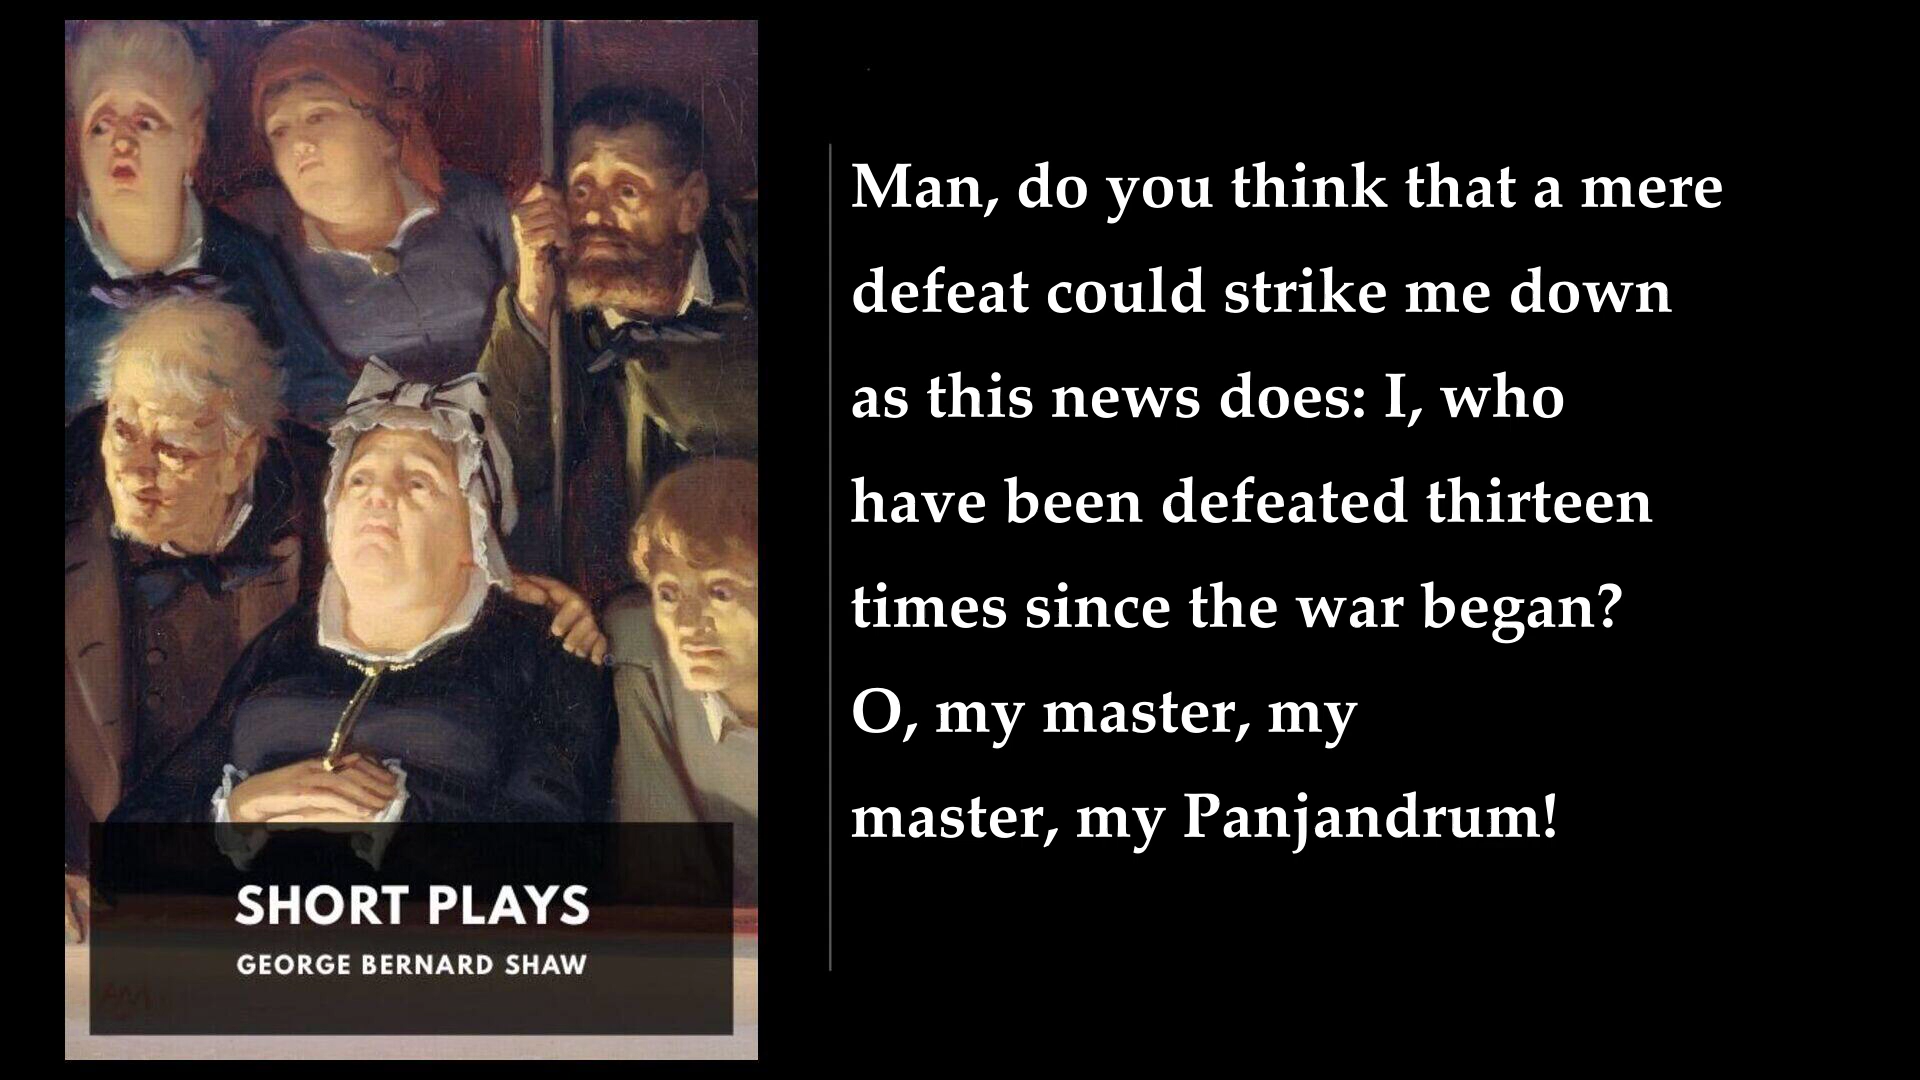 Man, do you think that a mere
defeat could strike me down
as this news does: I, who
have been defeated thirteen
times since the war began?
O, my master, my
master, my Panjandrum!
SHORT PLAYS
GEORGE BERNARD SHAW